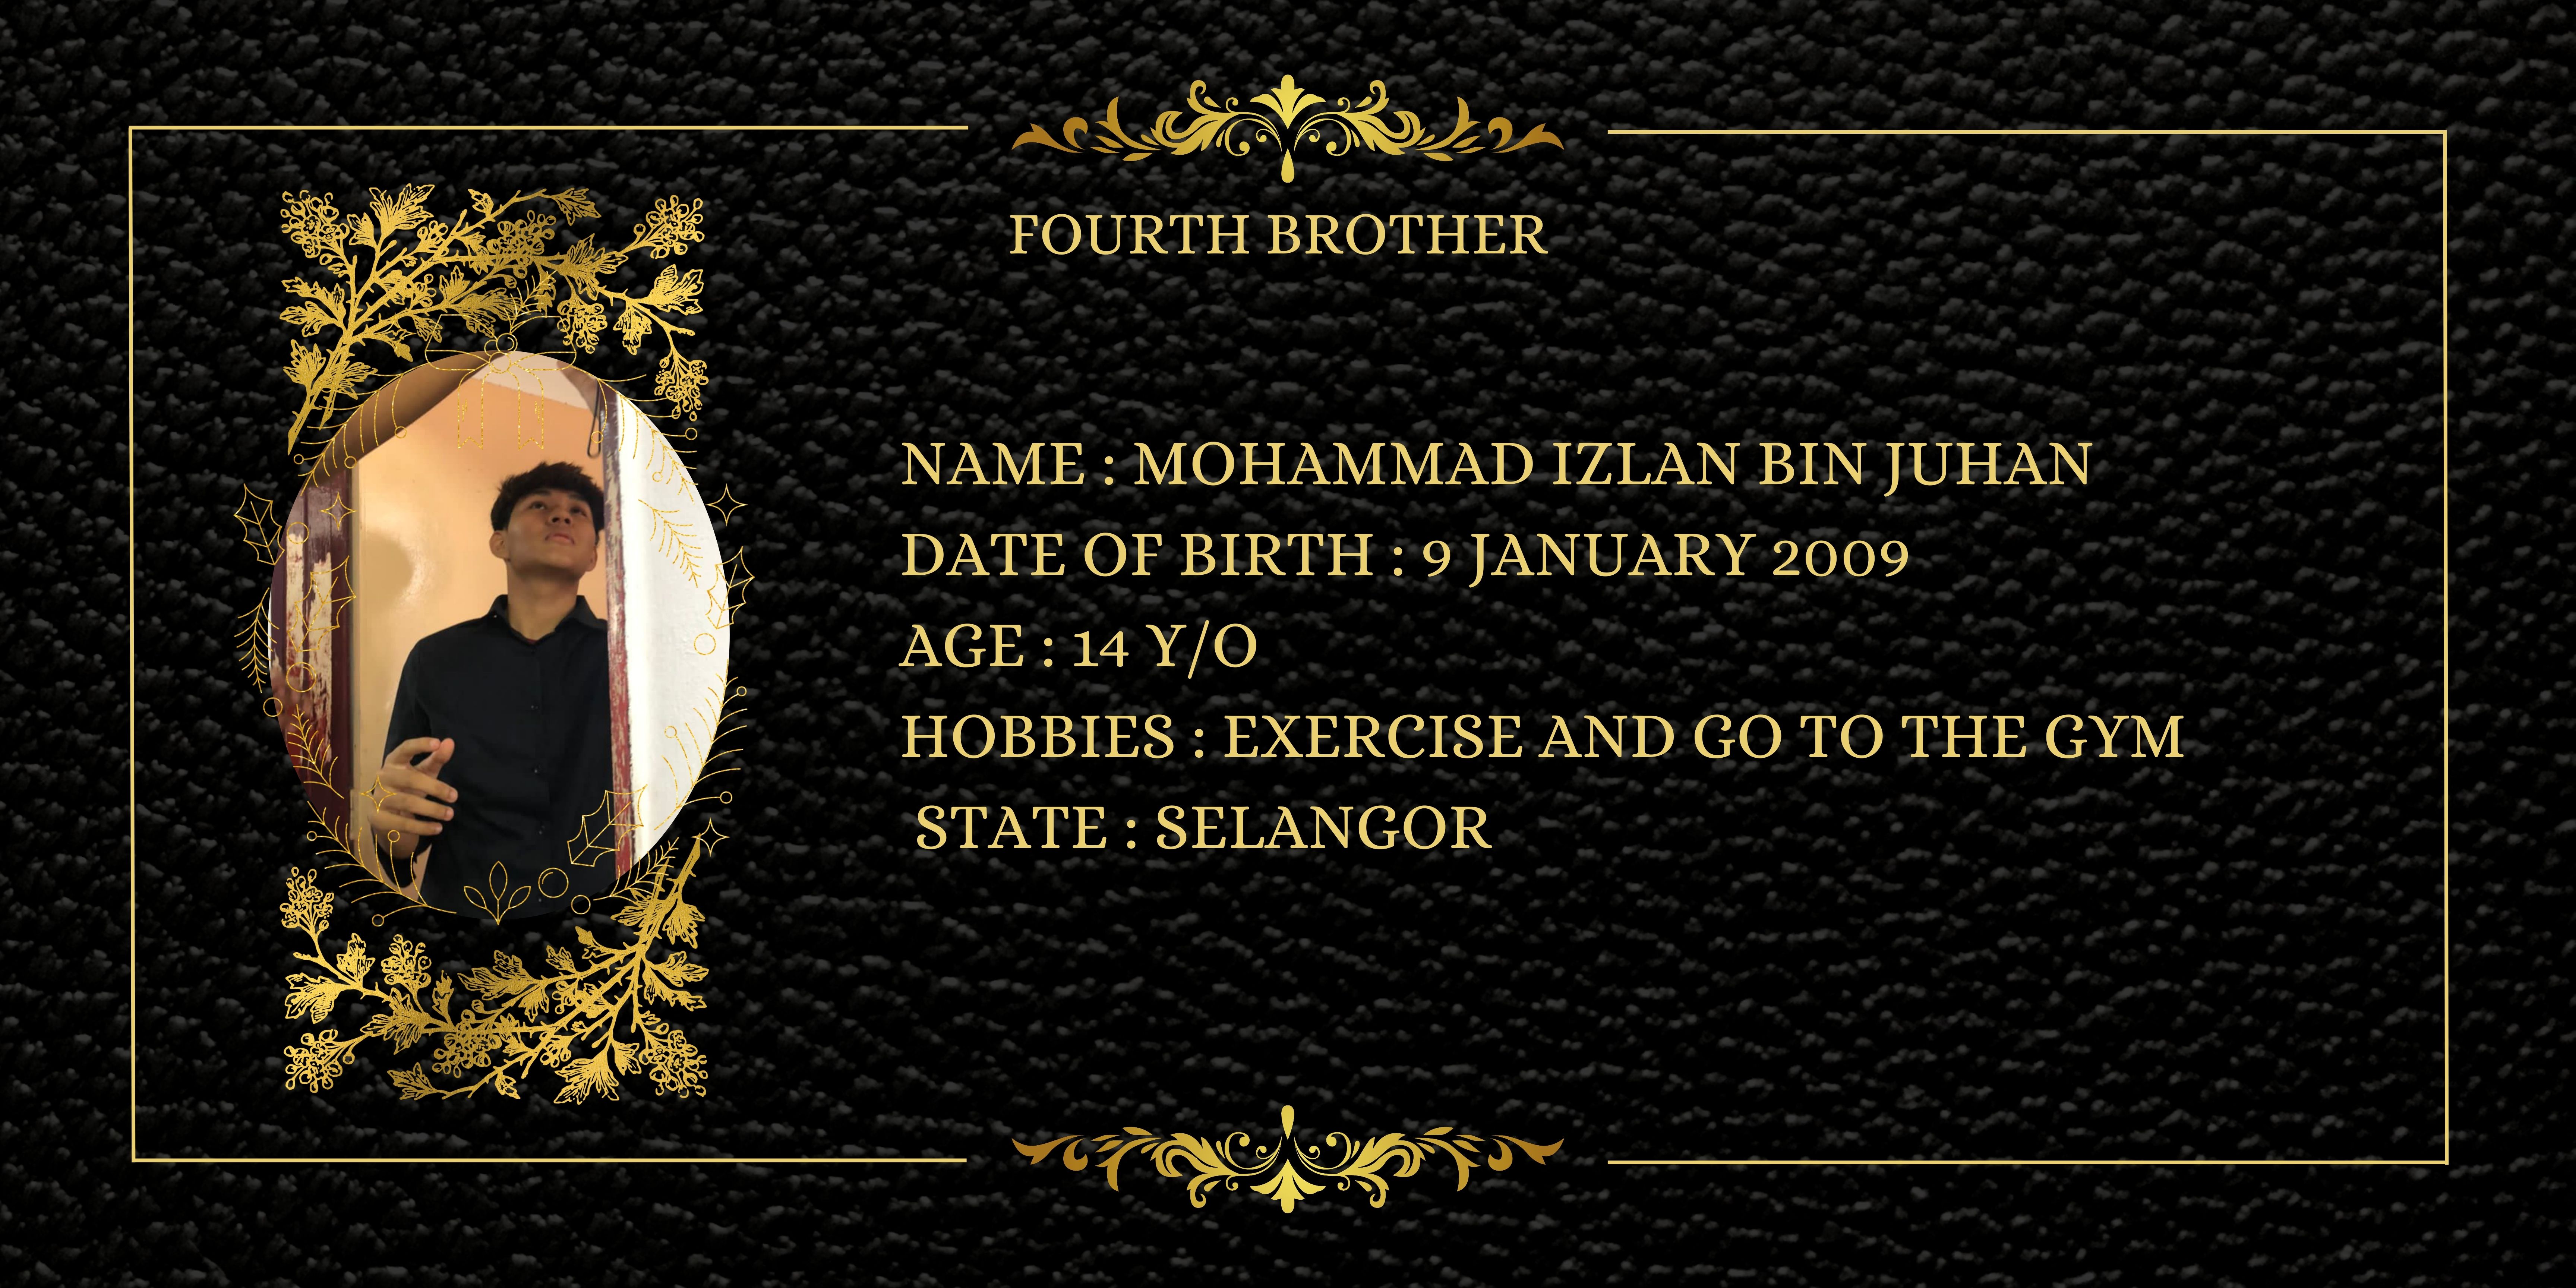 FOURTH BROTHER
NAME : MOHAMMAD IZLAN BIN JUHAN
DATE OF BIRTH : 9 JANUARY 2009
AGE : 14 Y/O
HOBBIES : EXERCISE AND GO TO THE GYM
STATE : SELANGOR